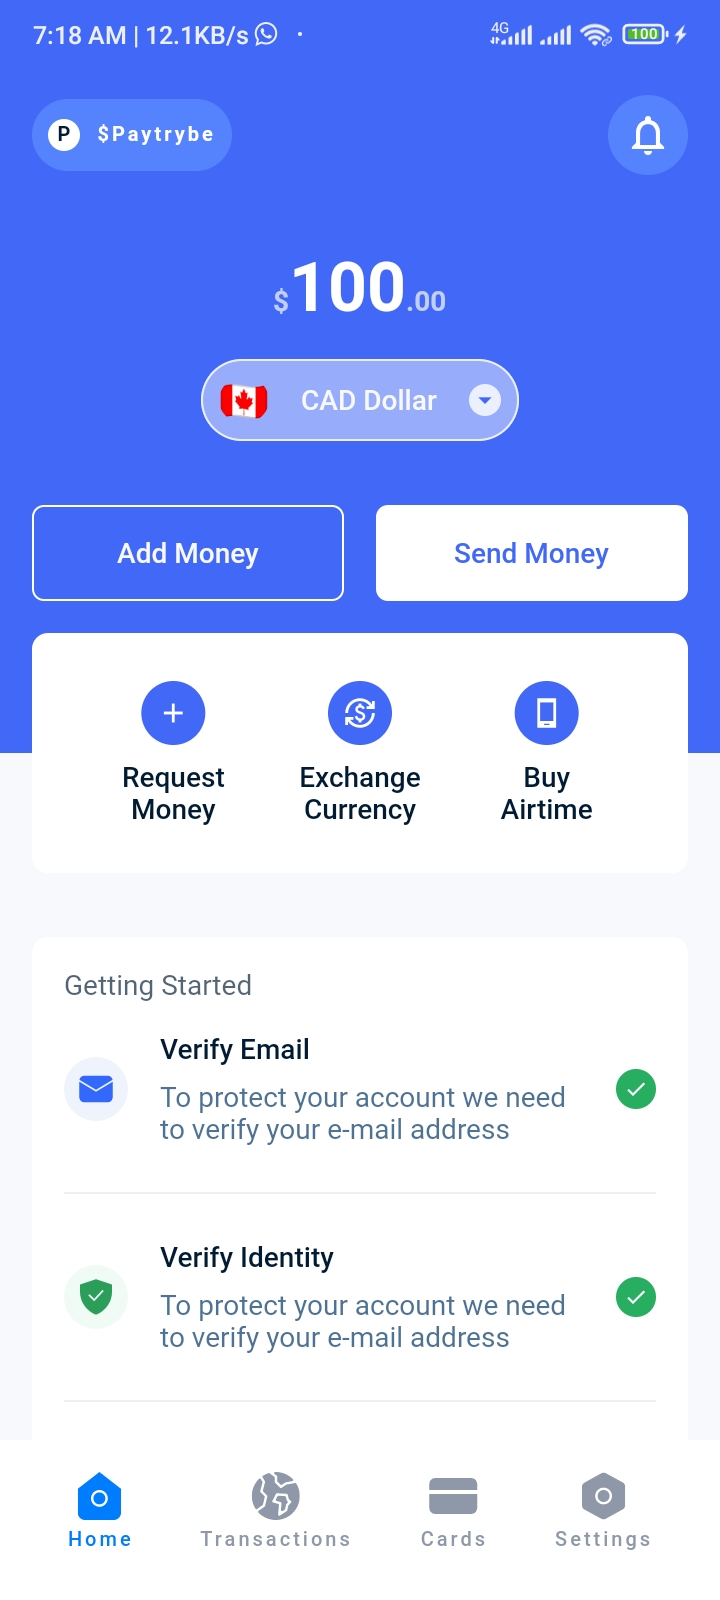 7:18 AM | 12.1KB/s
4G
100
P $Paytrybe
$100.00
CAD Dollar
Add Money
Send Money
Request
Money
Exchange
Currency
Buy
Airtime
Getting Started
Verify Email
To protect your account we need
to verify your e-mail address
Verify Identity
To protect your account we need
to verify your e-mail address
Home
Transactions
Cards
Settings